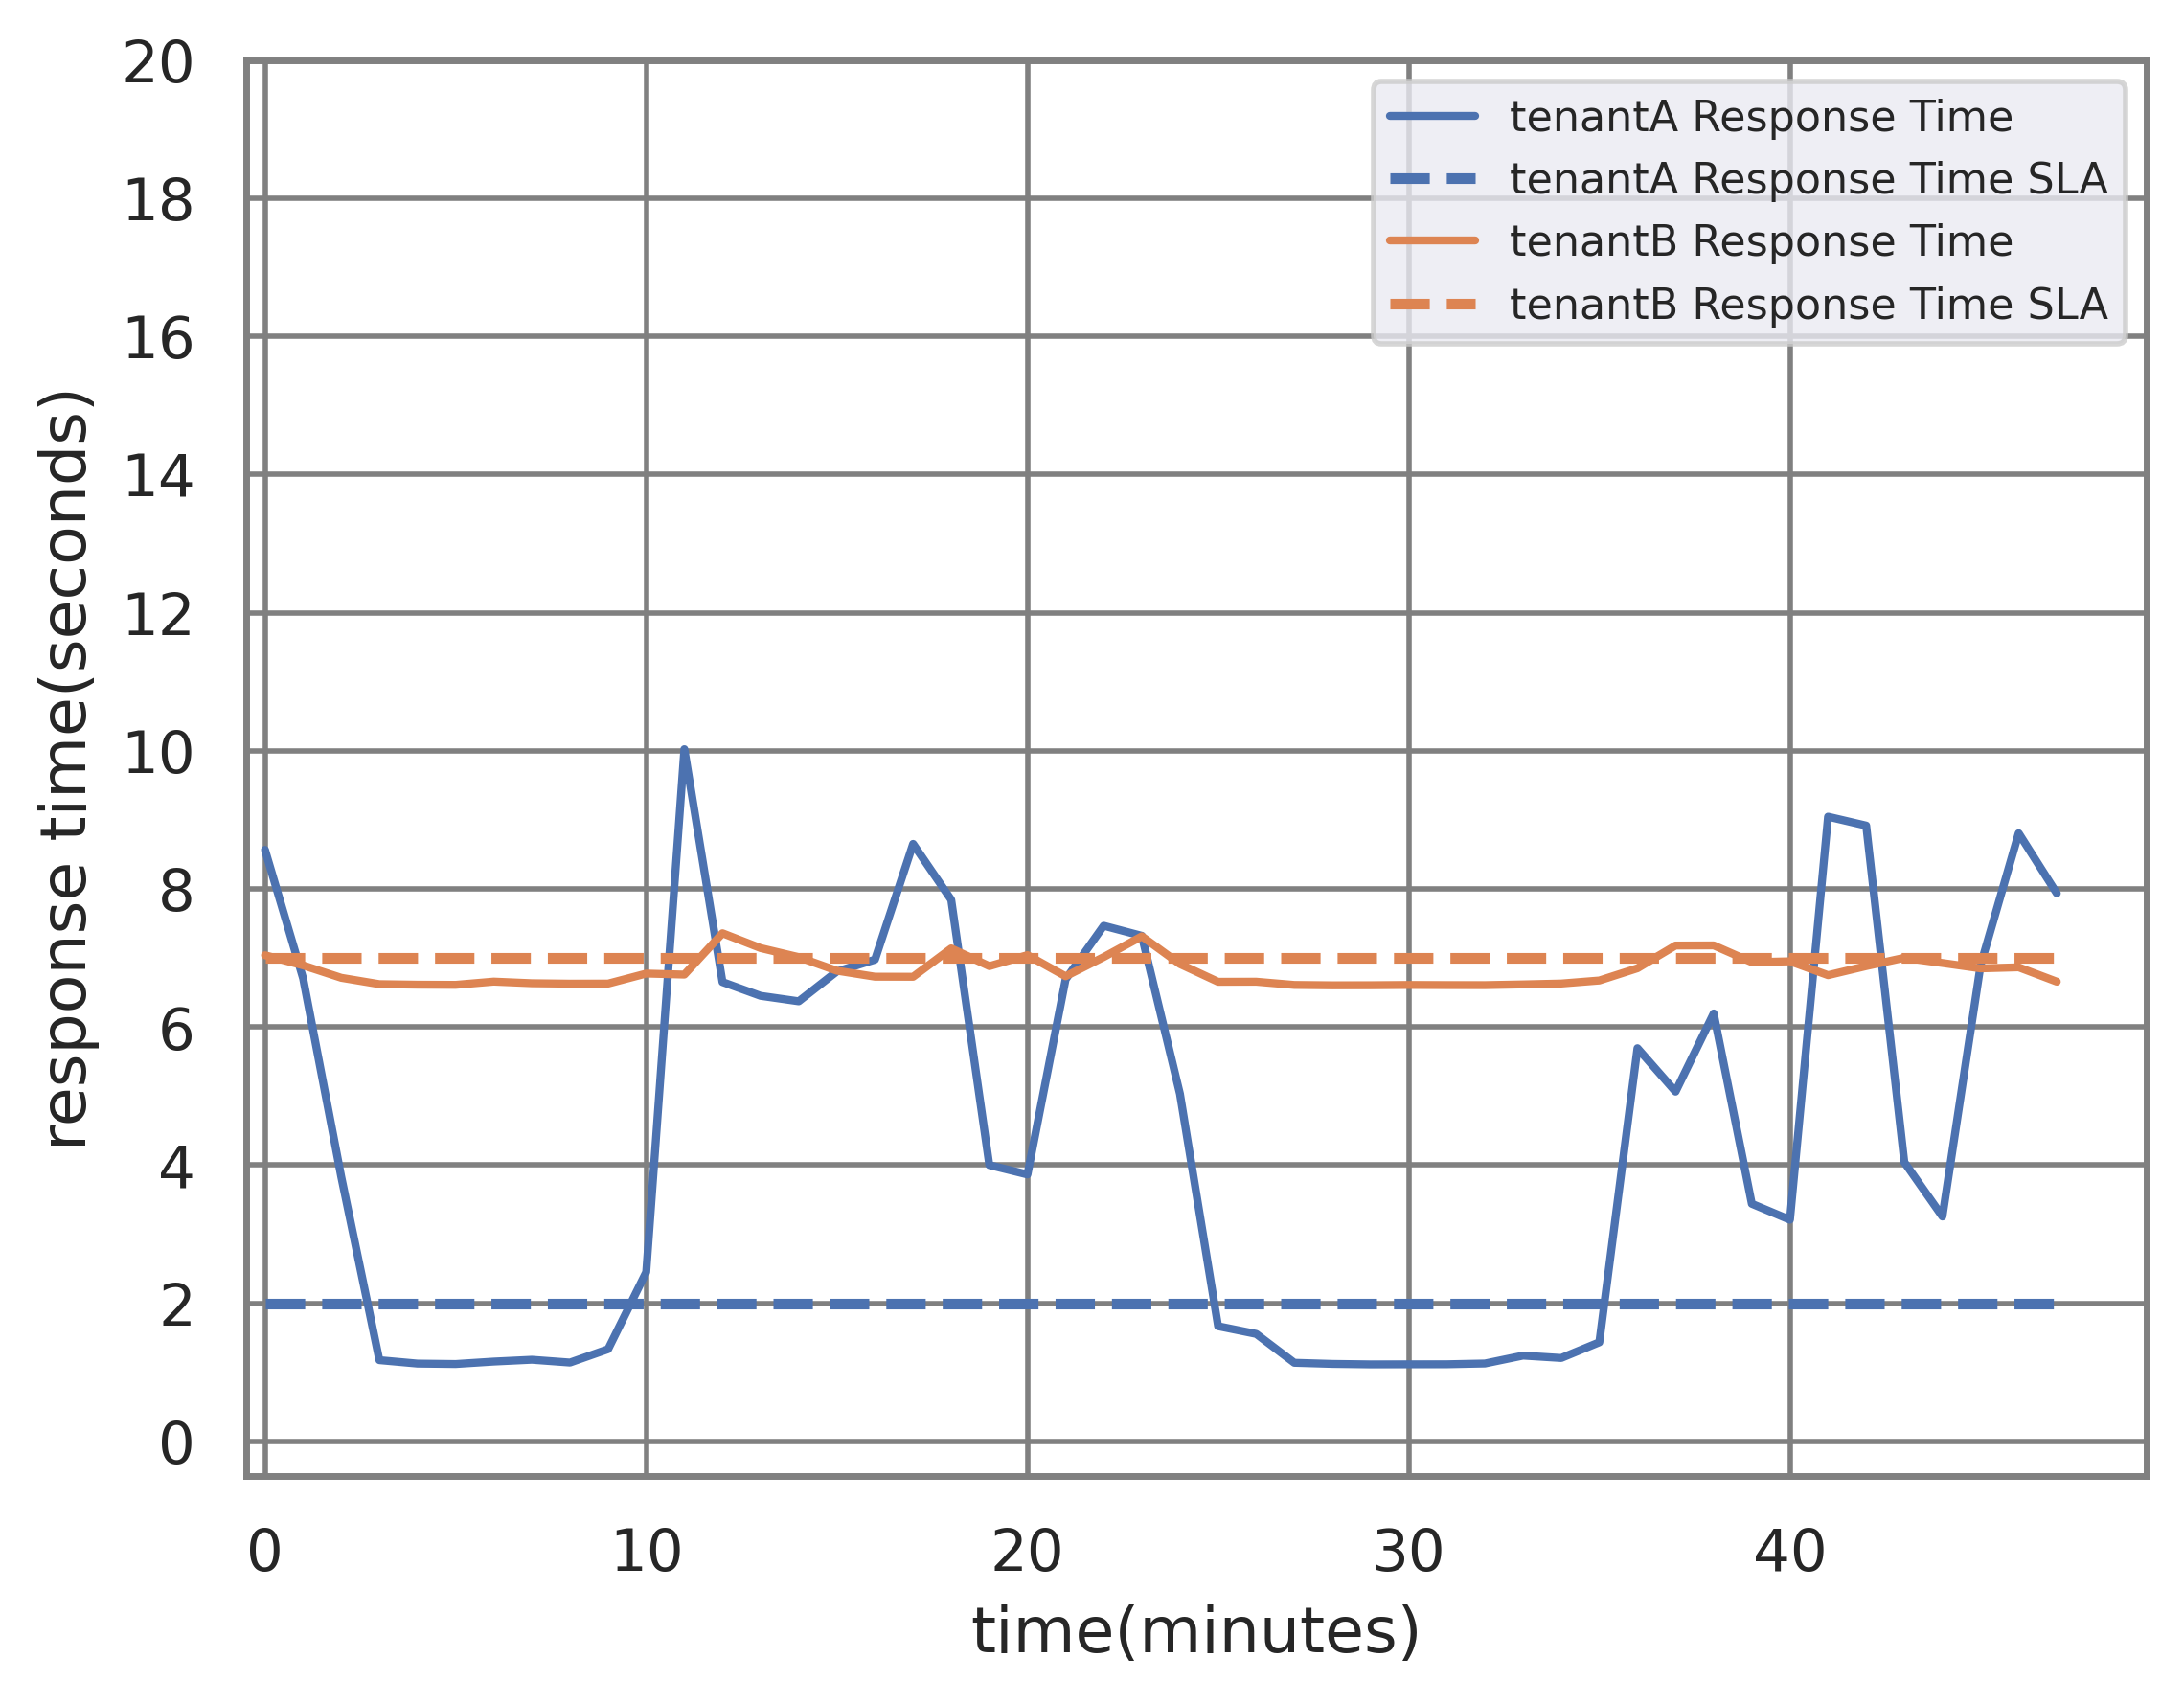 20
18
16
14
12
10
8
6
4
2
0
response time(seconds)
tenantA Response Time
tenantA Response Time SLA
tenantB Response Time
tenantB Response Time SLA
0 10 20 30 40
time(minutes)